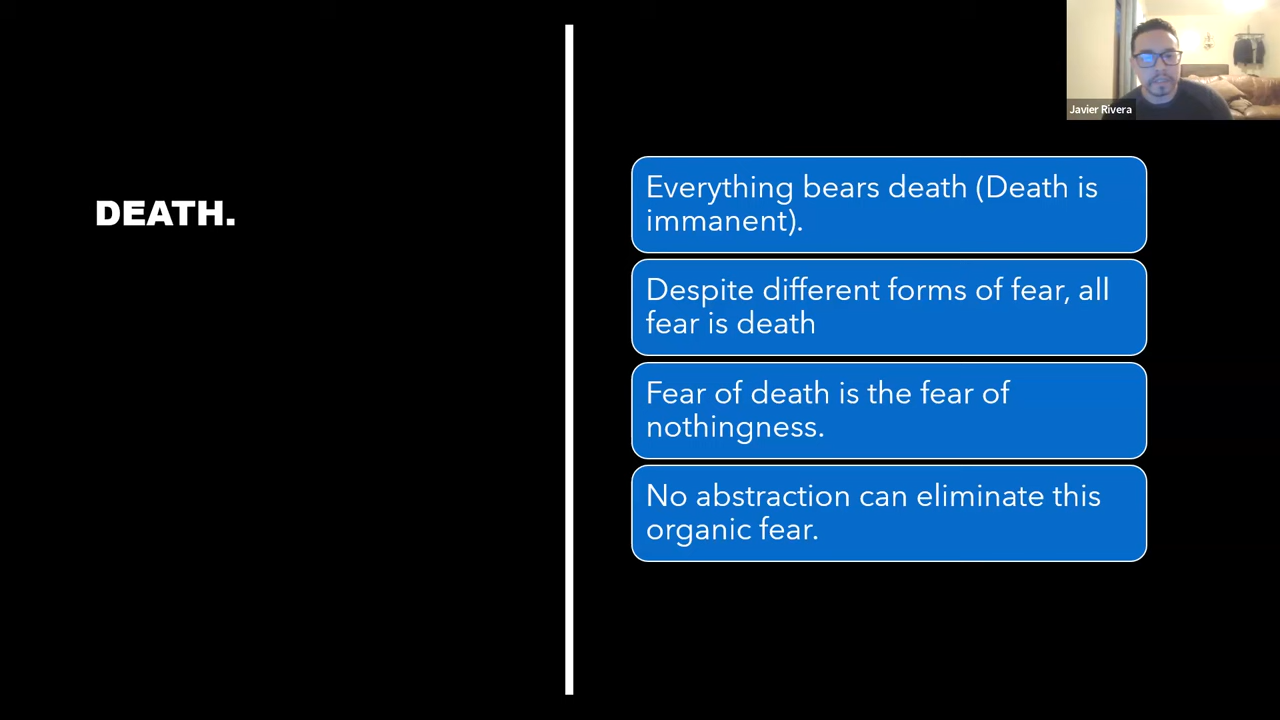 DEATH.
Javier Rivera
Everything bears death (Death is
immanent).
Despite different forms of fear, all
fear is death
Fear of death is the fear of
nothingness.
No abstraction can eliminate this
organic fear.